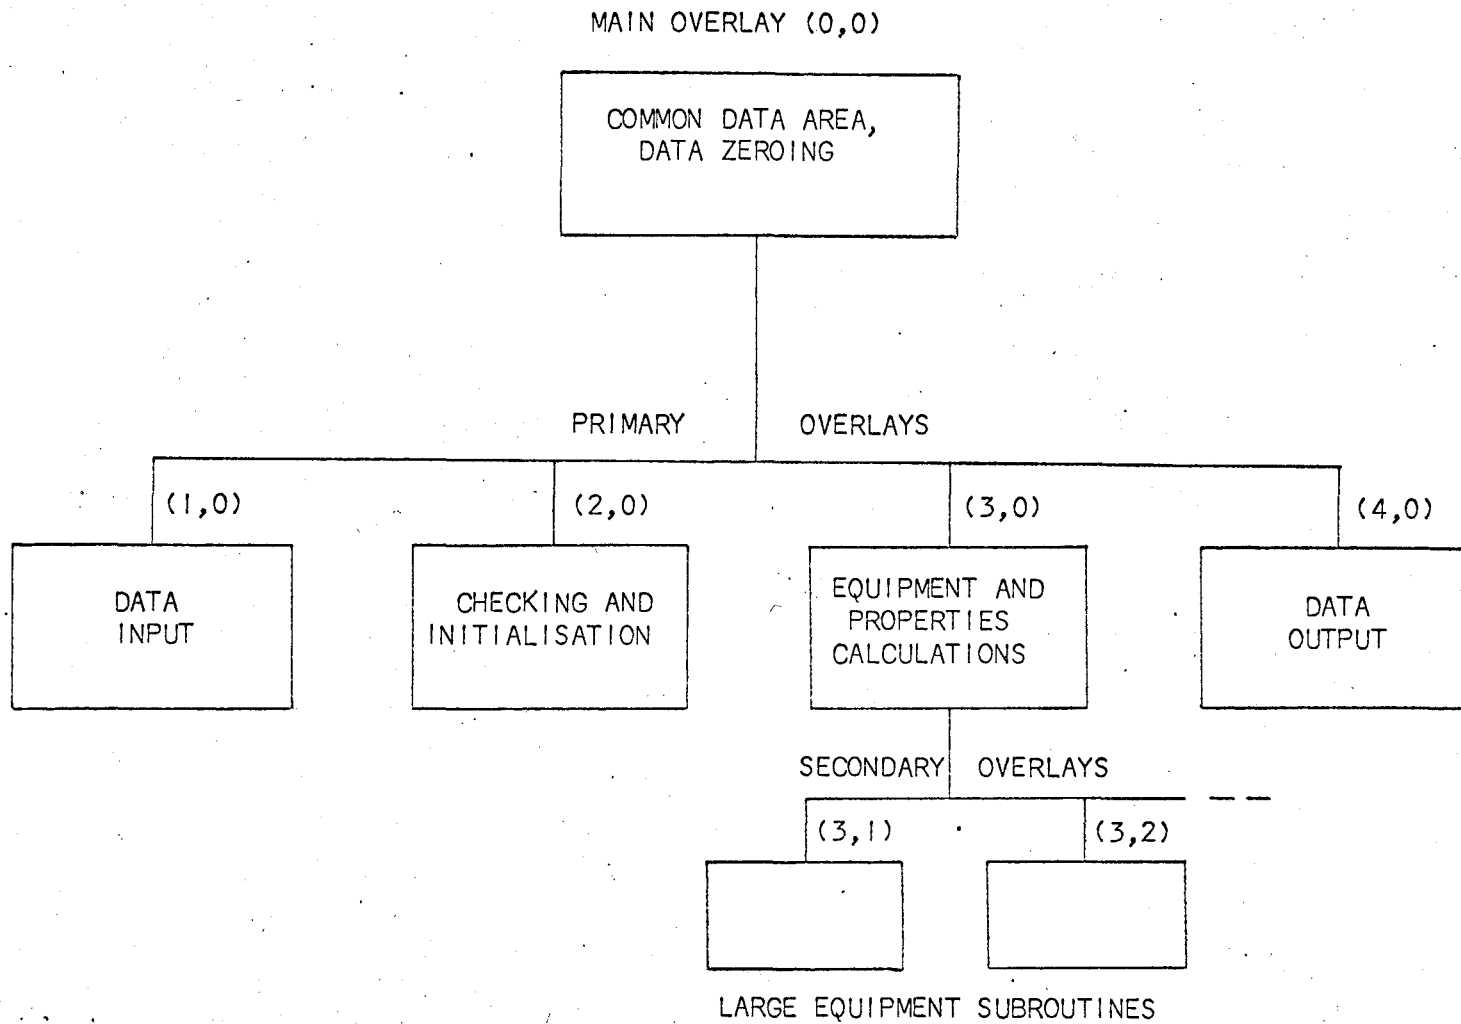 MAIN OVERLAY (0,0)
COMMON DATA AREA,
DATA ZEROING
PRIMARY OVERLAYS
(1,0)
(2,0)
(3,0)
(4,0)
DATA
INPUT
CHECKING AND
INITIALISATION
EQUIPMENT AND
PROPERTIES
CALCULATIONS
DATA
OUTPUT
SECONDARY OVERLAYS
(3,1)
(3,2)
LARGE EQUIPMENT SUBROUTINES